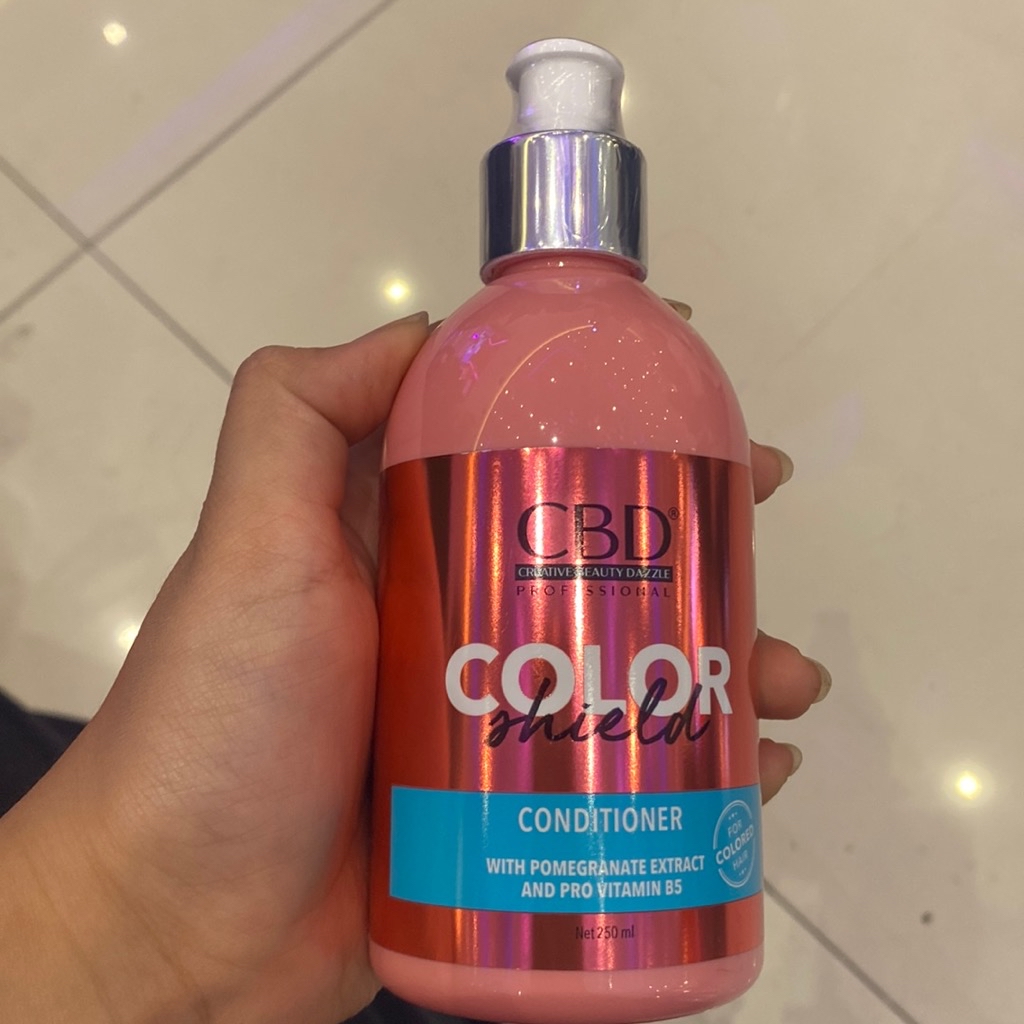 CBD®
CREATIVE BEAUTY DAZZLE
PROFESSIONAL
COLOR
shield
CONDITIONER
WITH POMEGRANATE EXTRACT
AND PRO VITAMIN B5
FOR
COLORED
HAIR
Net 250 ml